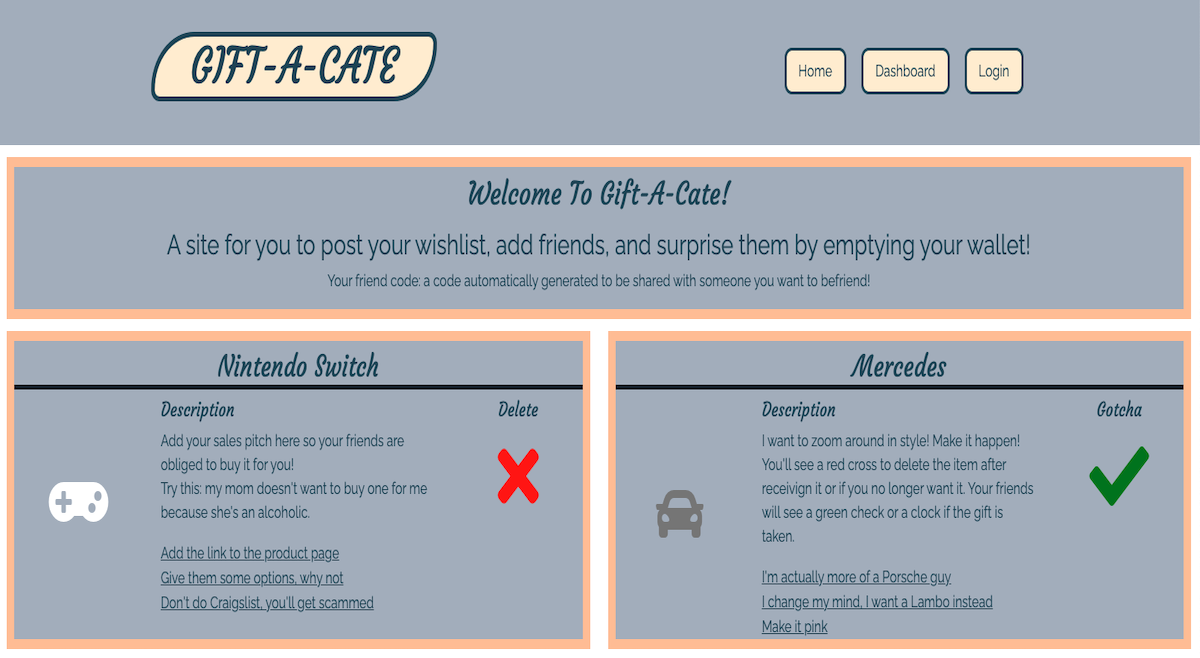 GIFT-A-CATE
Home Dashboard Login
Welcome To Gift-A-Cate!
A site for you to post your wishlist, add friends, and surprise them by emptying your wallet!
Your friend code: a code automatically generated to be shared with someone you want to befriend!
Nintendo Switch
Description
Delete
Add your sales pitch here so your friends are
obliged to buy it for you!
Try this: my mom doesn't want to buy one for me
because she's an alcoholic.
Add the link to the product page
Give them some options, why not
Don't do Craigslist, you'll get scammed
Mercedes
Description
Gotcha
I want to zoom around in style! Make it happen!
You'll see a red cross to delete the item after
receivign it or if you no longer want it. Your friends
will see a green check or a clock if the gift is
taken.
I'm actually more of a Porsche guy
I change my mind, I want a Lambo instead
Make it pink